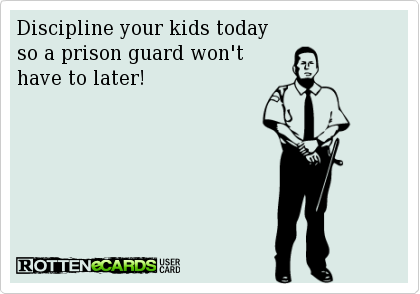 Discipline your kids today
so a prison guard won't
have to later!
ROTTENeCARDS USER
CARD